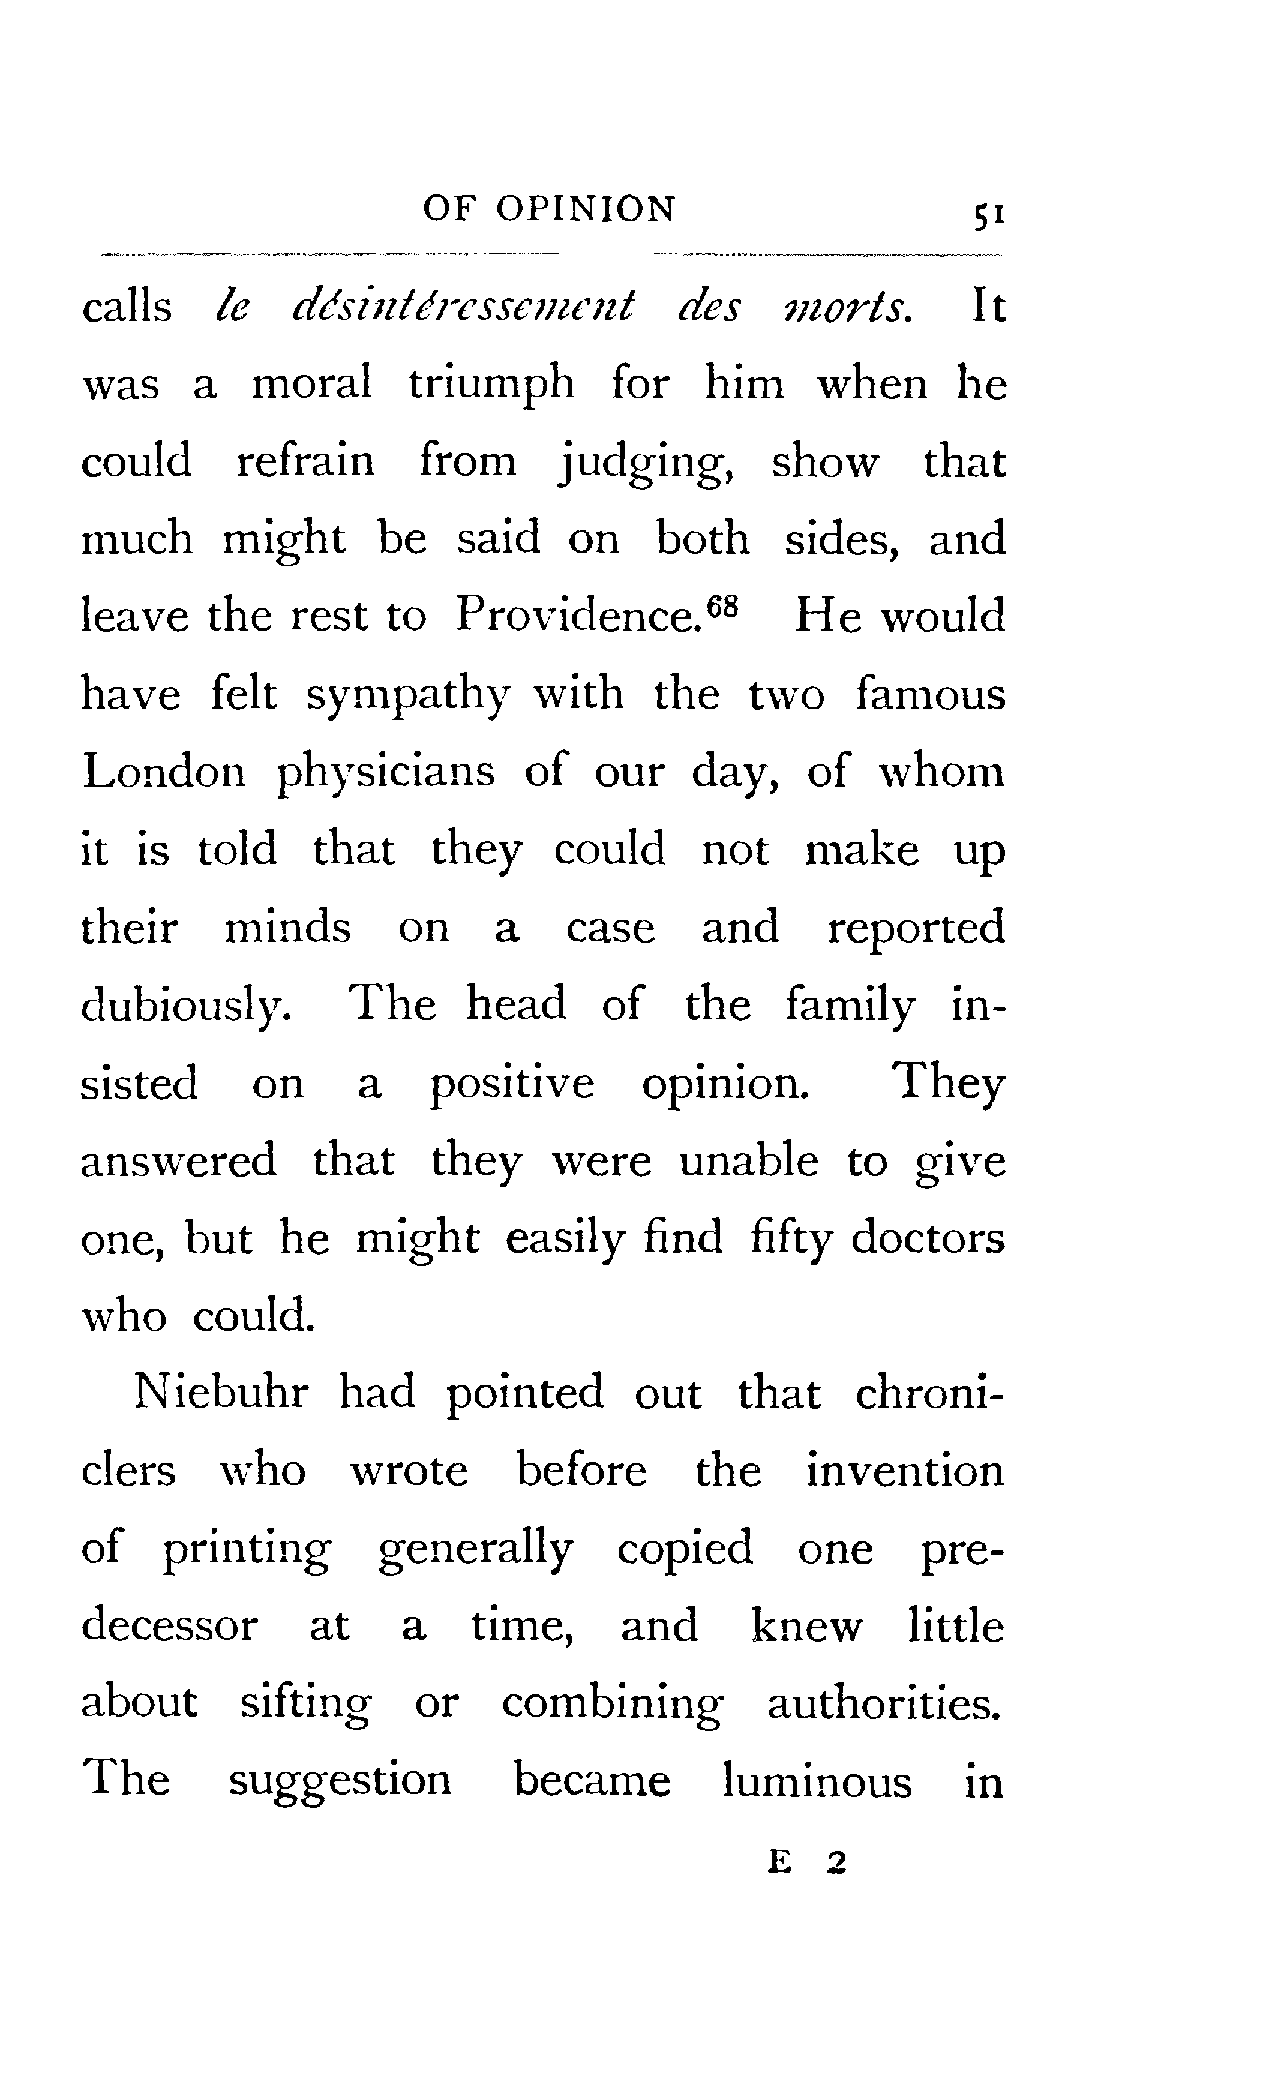 OF OPINION 51
calls le désintéressement des morts. It
was a moral triumph for him when he
could refrain from judging, show that
much might be said on both sides, and
leave the rest to Providence.⁶⁸ He would
have felt sympathy with the two famous
London physicians of our day, of whom
it is told that they could not make up
their minds on a case and reported
dubiously. The head of the family in-
sisted on a positive opinion. They
answered that they were unable to give
one, but he might easily find fifty doctors
who could.
Niebuhr had pointed out that chroni-
clers who wrote before the invention
of printing generally copied one pre-
decessor at a time, and knew little
about sifting or combining authorities.
The suggestion became luminous in
E 2